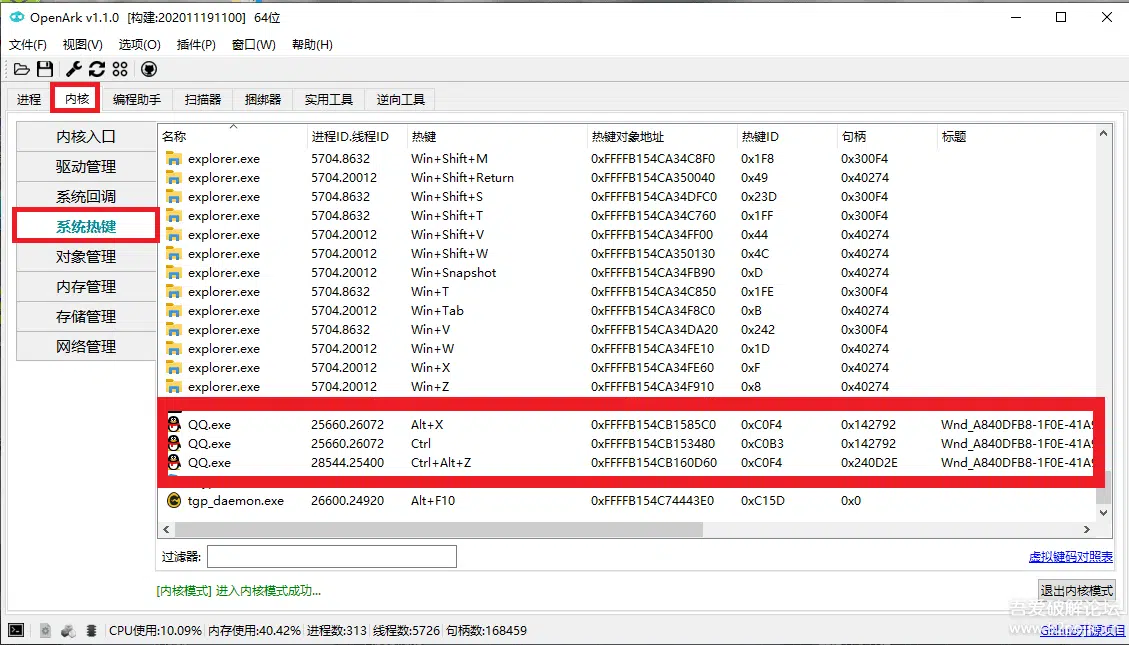 OpenArk v1.1.0 [构建:202011191100] 64位
文件(F) 视图(V) 选项(O) 插件(P) 窗口(W) 帮助(H)
进程 内核 编程助手 扫描器 捆绑器 实用工具 逆向工具
内核入口
驱动管理
系统回调
系统热键
对象管理
内存管理
存储管理
网络管理
名称 进程ID.线程ID 热键 热键对象地址 热键ID 句柄 标题
explorer.exe 5704.8632 Win+Shift+M 0xFFFFB154CA34C8F0 0x1F8 0x300F4
explorer.exe 5704.20012 Win+Shift+Return 0xFFFFB154CA350040 0x49 0x40274
explorer.exe 5704.8632 Win+Shift+S 0xFFFFB154CA34DFC0 0x23D 0x300F4
explorer.exe 5704.8632 Win+Shift+T 0xFFFFB154CA34C760 0x1FF 0x300F4
explorer.exe 5704.20012 Win+Shift+V 0xFFFFB154CA34FF00 0x44 0x40274
explorer.exe 5704.20012 Win+Shift+W 0xFFFFB154CA350130 0x4C 0x40274
explorer.exe 5704.20012 Win+Snapshot 0xFFFFB154CA34FB90 0xD 0x40274
explorer.exe 5704.8632 Win+T 0xFFFFB154CA34C850 0x1FE 0x300F4
explorer.exe 5704.20012 Win+Tab 0xFFFFB154CA34F8C0 0xB 0x40274
explorer.exe 5704.8632 Win+V 0xFFFFB154CA34DA20 0x242 0x300F4
explorer.exe 5704.20012 Win+W 0xFFFFB154CA34FE10 0x1D 0x40274
explorer.exe 5704.20012 Win+X 0xFFFFB154CA34FE60 0xF 0x40274
explorer.exe 5704.20012 Win+Z 0xFFFFB154CA34F910 0x8 0x40274
QQ.exe 25660.26072 Alt+X 0xFFFFB154CB1585C0 0xC0F4 0x142792 Wnd_A840DFB8-1F0E-41A9
QQ.exe 25660.26072 Ctrl 0xFFFFB154CB153480 0xC0B3 0x142792 Wnd_A840DFB8-1F0E-41A9
QQ.exe 28544.25400 Ctrl+Alt+Z 0xFFFFB154CB160D60 0xC0F4 0x240D2E Wnd_A840DFB8-1F0E-41A9
tgp_daemon.exe 26600.24920 Alt+F10 0xFFFFB154C74443E0 0xC15D 0x0
过滤器: 虚拟键码对照表
[内核模式] 进入内核模式成功... 退出内核模式
吾爱破解论坛
CPU使用:10.09% 内存使用:40.42% 进程数:313 线程数:5726 句柄数:168459 Github开源项目